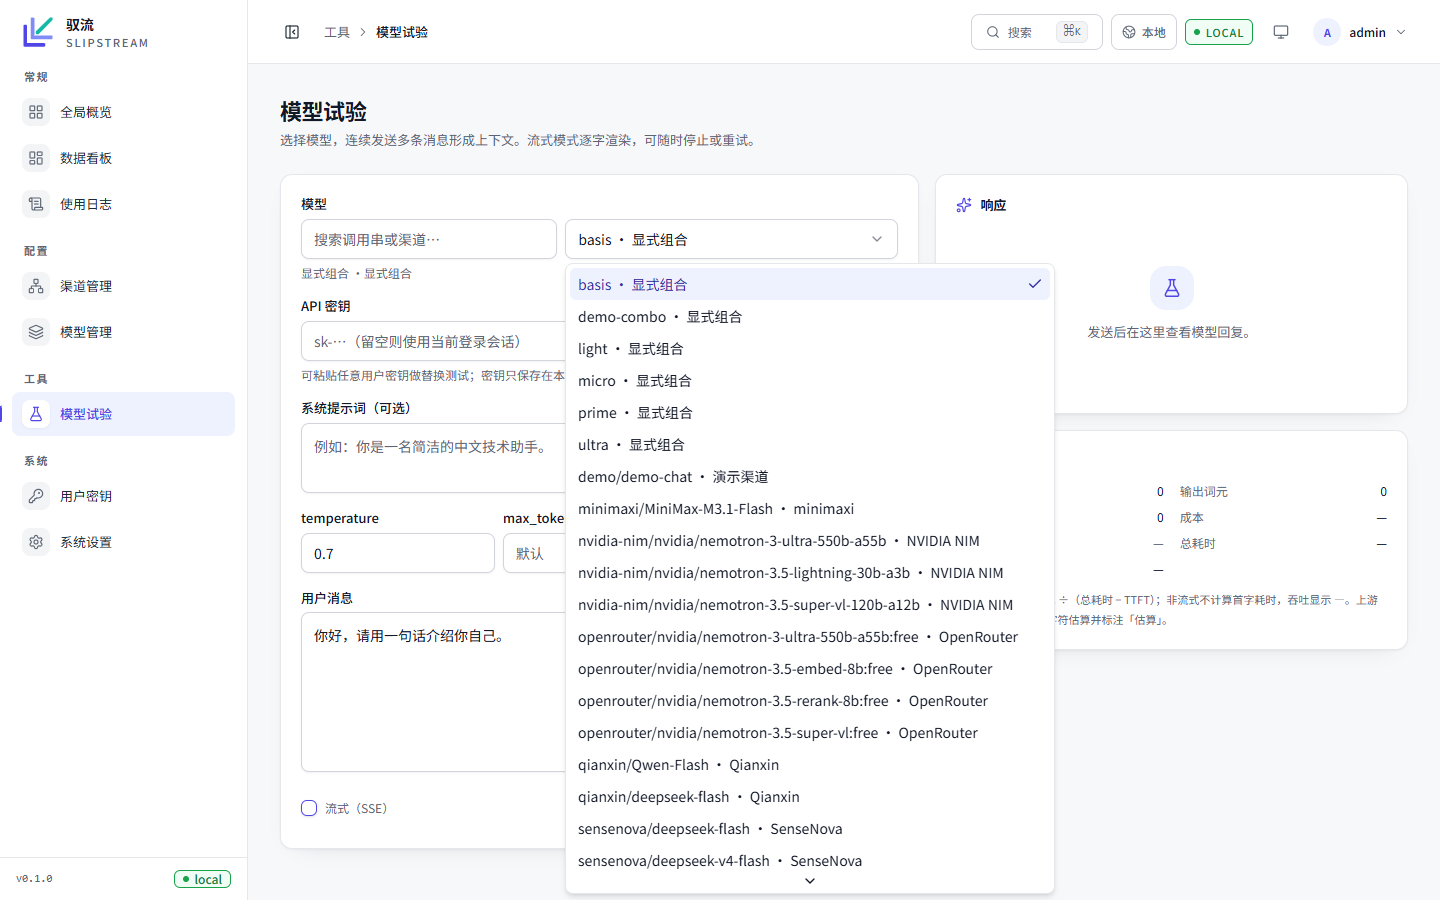 驭流
SLIPSTREAM
常规
全局概览
数据看板
使用日志
配置
渠道管理
模型管理
工具
模型试验
系统
用户密钥
系统设置
v0.1.0
local
工具
模型试验
搜索
⌘K
本地
LOCAL
A
admin
模型试验
选择模型，连续发送多条消息形成上下文。流式模式逐字渲染，可随时停止或重试。
模型
搜索调用串或渠道…
basis • 显式组合
显式组合 • 显式组合
API 密钥
sk-…（留空则使用当前登录会话）
可粘贴任意用户密钥做替换测试；密钥只保存在本
系统提示词（可选）
例如：你是一名简洁的中文技术助手。
temperature
max_toke
0.7
默认
用户消息
你好，请用一句话介绍你自己。
流式（SSE）
basis • 显式组合
demo-combo • 显式组合
light • 显式组合
micro • 显式组合
prime • 显式组合
ultra • 显式组合
demo/demo-chat • 演示渠道
minimaxi/MiniMax-M3.1-Flash • minimaxi
nvidia-nim/nvidia/nemotron-3-ultra-550b-a55b • NVIDIA NIM
nvidia-nim/nvidia/nemotron-3.5-lightning-30b-a3b • NVIDIA NIM
nvidia-nim/nvidia/nemotron-3.5-super-vl-120b-a12b • NVIDIA NIM
openrouter/nvidia/nemotron-3-ultra-550b-a55b:free • OpenRouter
openrouter/nvidia/nemotron-3.5-embed-8b:free • OpenRouter
openrouter/nvidia/nemotron-3.5-rerank-8b:free • OpenRouter
openrouter/nvidia/nemotron-3.5-super-vl:free • OpenRouter
qianxin/Qwen-Flash • Qianxin
qianxin/deepseek-flash • Qianxin
sensenova/deepseek-flash • SenseNova
sensenova/deepseek-v4-flash • SenseNova
响应
发送后在这里查看模型回复。
0 输出词元 0
0 成本 —
— 总耗时 —
—
÷（总耗时 − TTFT）；非流式不计算首字耗时，吞吐显示 —。上游
符估算并标注「估算」。